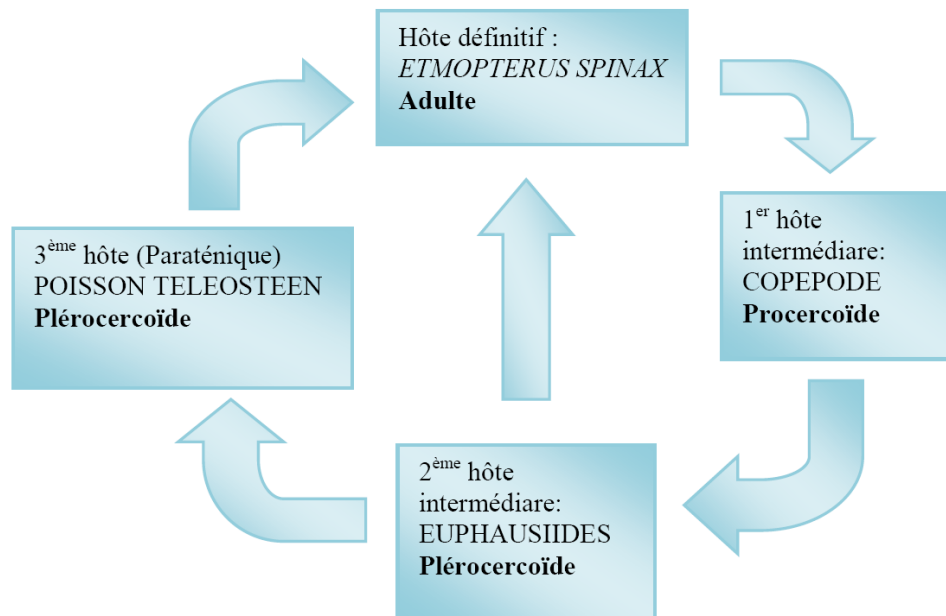 Hôte définitif :
ETMOPTERUS SPINAX
Adulte
1er hôte
intermédiare:
COPEPODE
Procercoïde
2ème hôte
intermédiare:
EUPHAUSIIDES
Plérocercoïde
3ème hôte (Paraténique)
POISSON TELEOSTEEN
Plérocercoïde